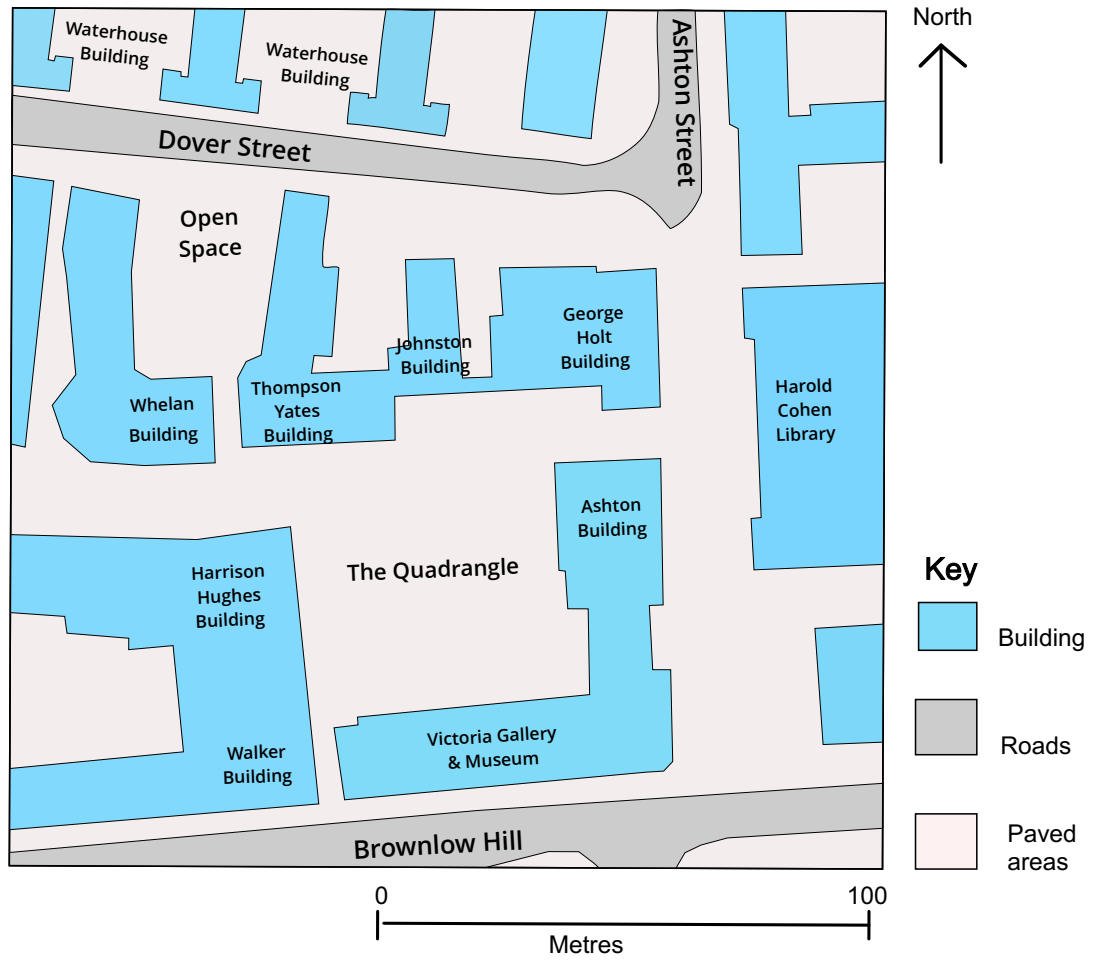 Waterhouse
Building
Waterhouse
Building
Ashton Street
North
Dover Street
Open
Space
George
Holt
Building
Johnston
Building
Thompson
Yates
Building
Whelan
Building
Harold
Cohen
Library
Ashton
Building
The Quadrangle
Harrison
Hughes
Building
Key
Building
Roads
Paved
areas
Victoria Gallery
& Museum
Walker
Building
Brownlow Hill
0
100
Metres